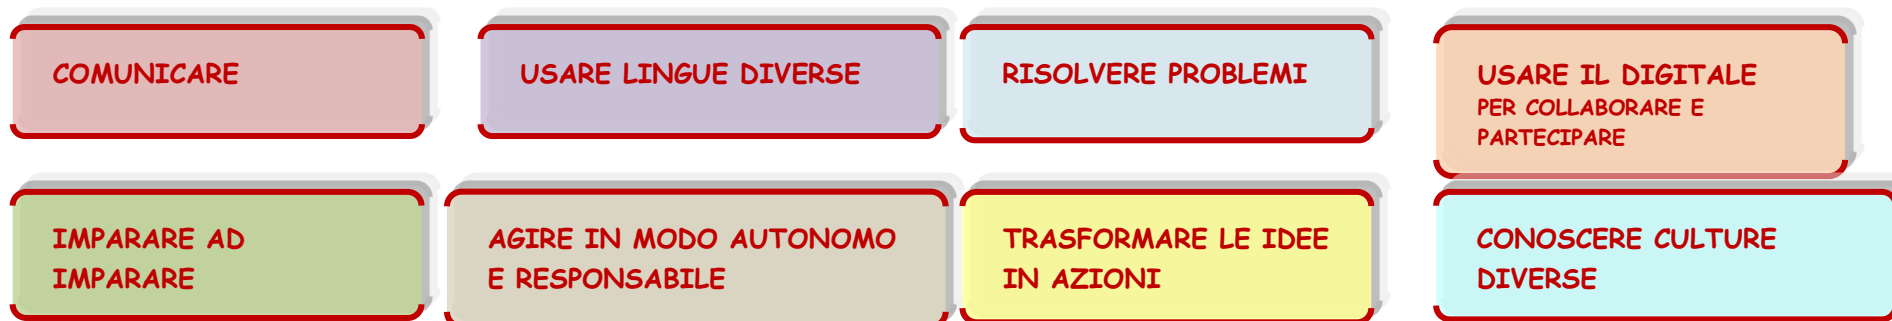 COMUNICARE
USARE LINGUE DIVERSE
RISOLVERE PROBLEMI
USARE IL DIGITALE
PER COLLABORARE E
PARTECIPARE
IMPARARE AD
IMPARARE
AGIRE IN MODO AUTONOMO
E RESPONSABILE
TRASFORMARE LE IDEE
IN AZIONI
CONOSCERE CULTURE
DIVERSE